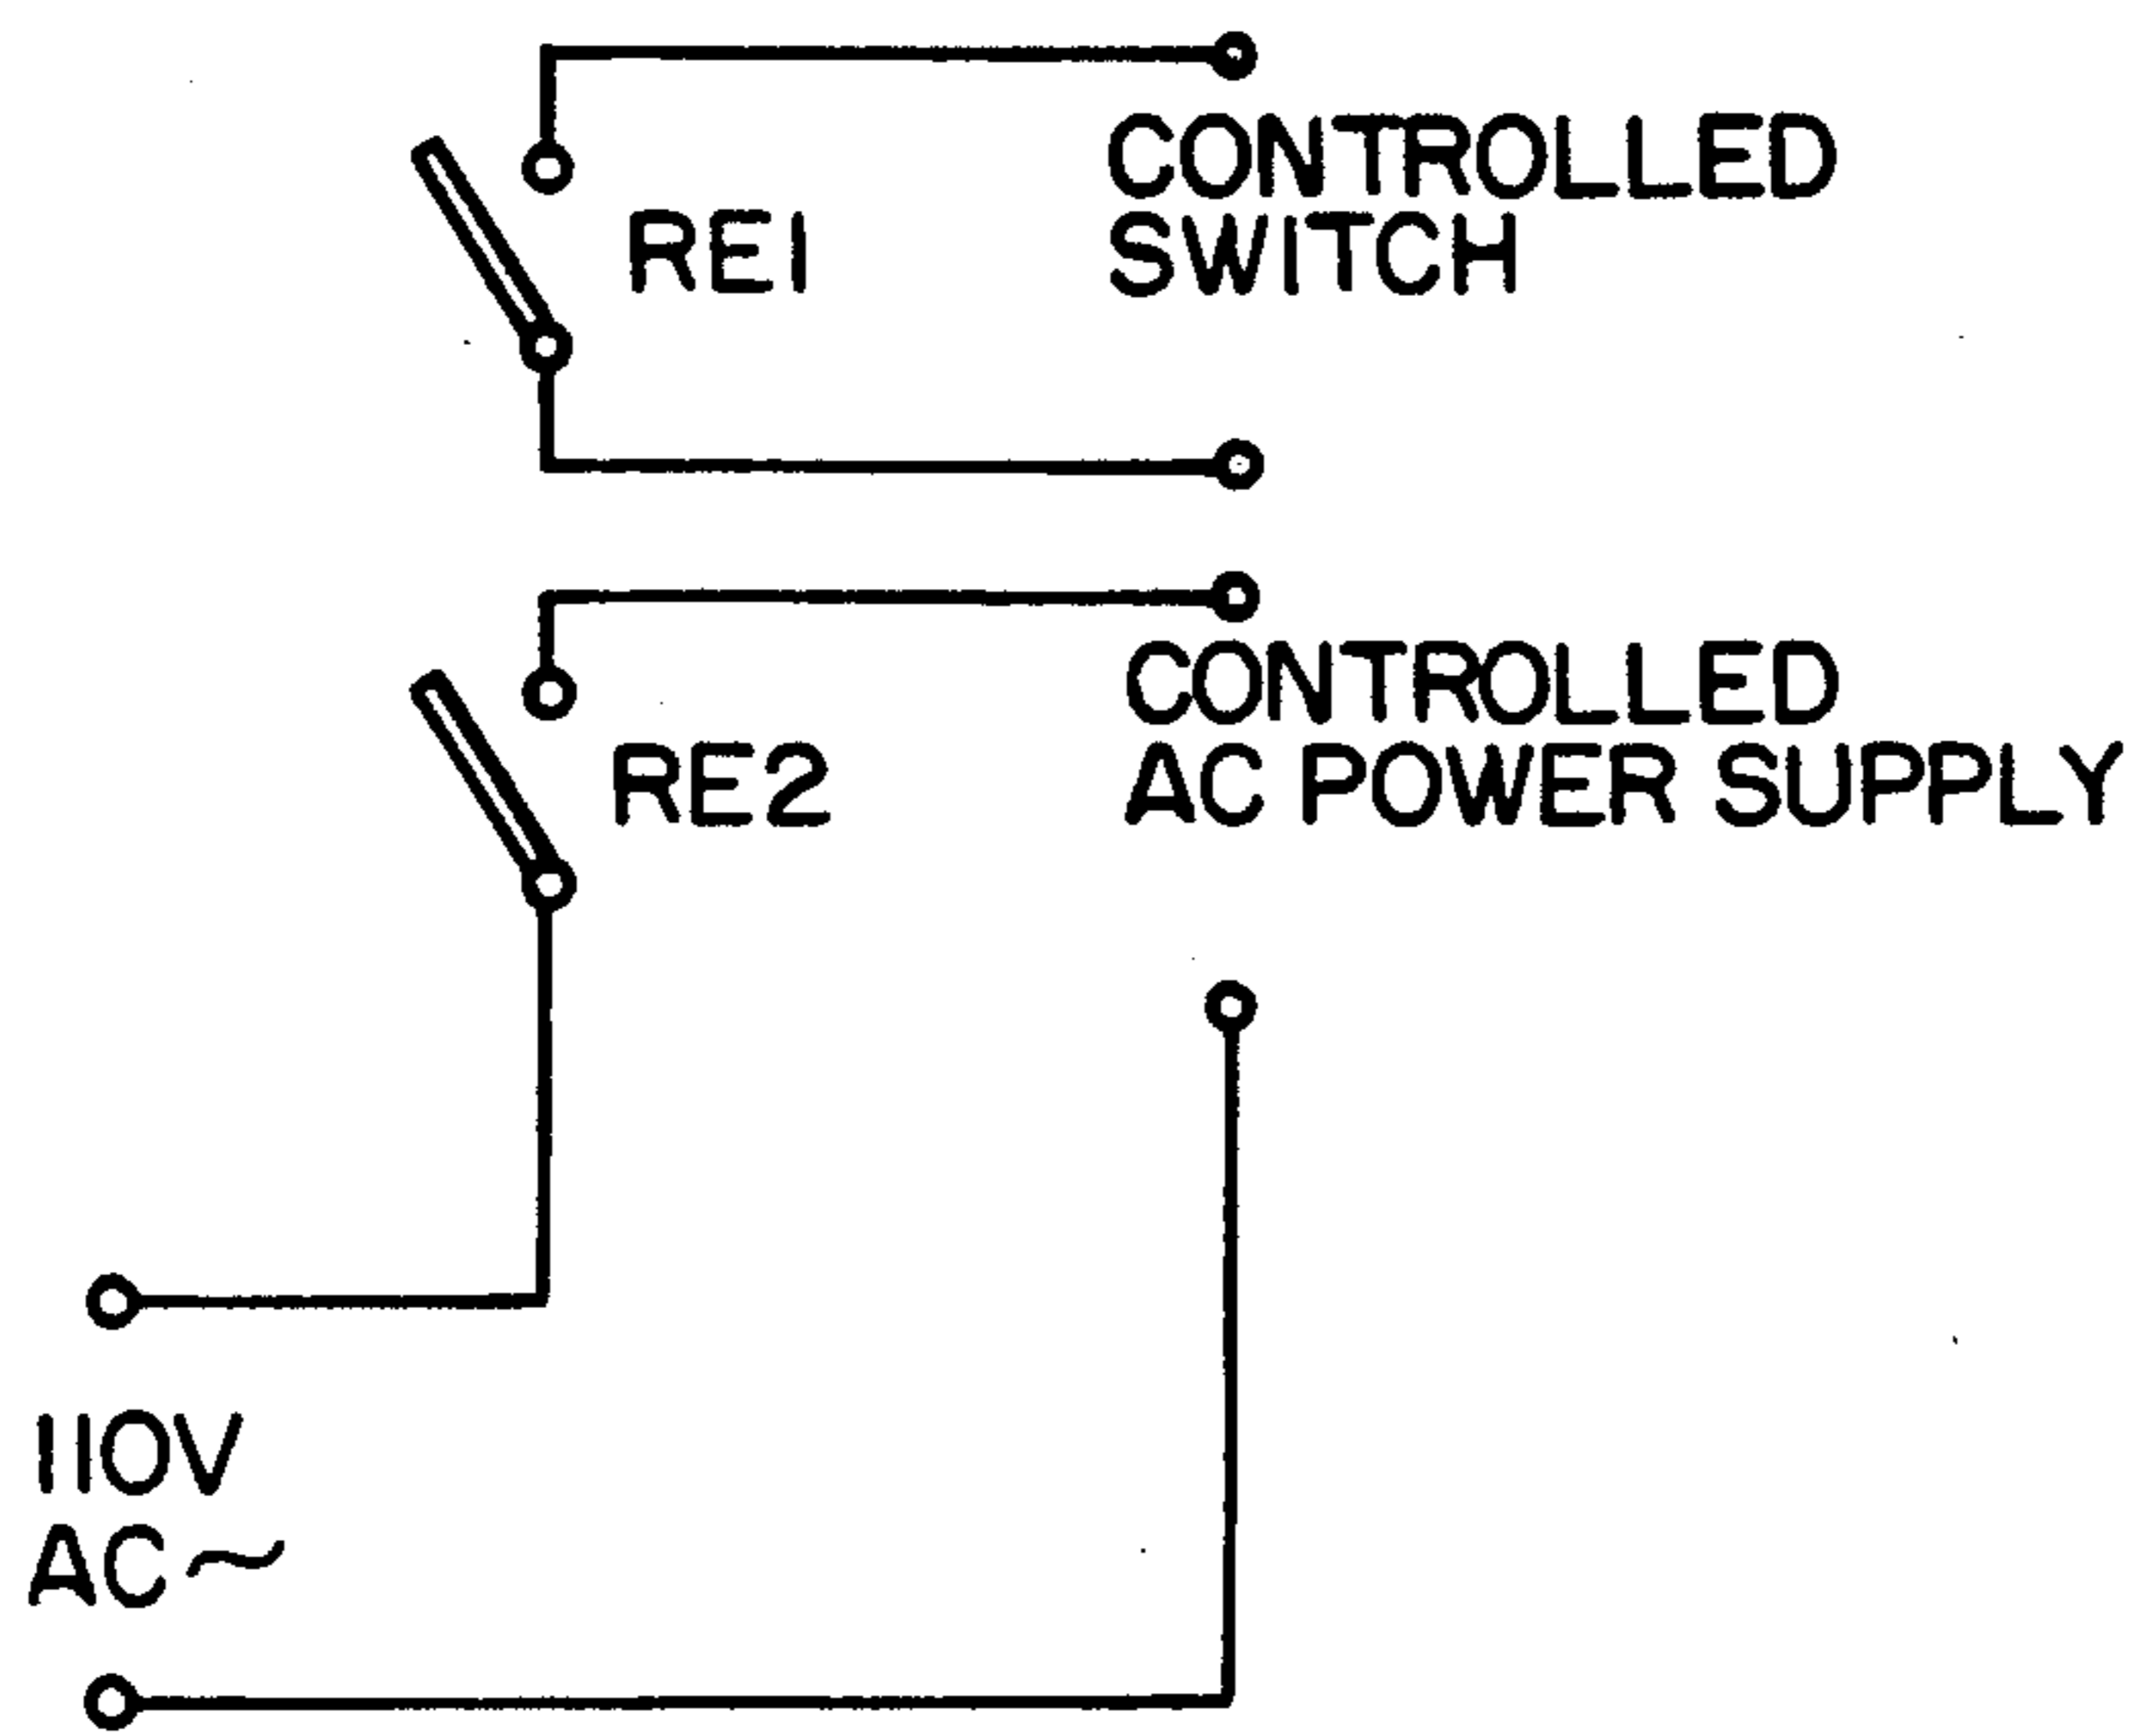 CONTROLLED
SWITCH
RE1
CONTROLLED
AC POWER SUPPLY
RE2
110V
AC~